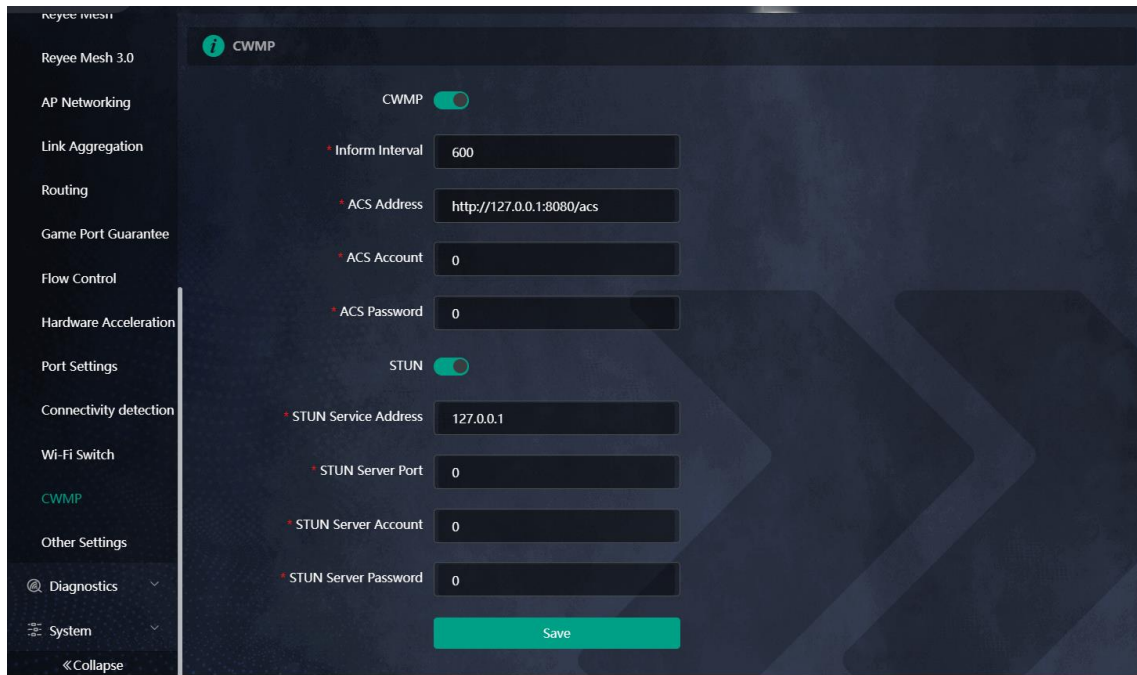 Reyee Mesh
Reyee Mesh 3.0
AP Networking
Link Aggregation
Routing
Game Port Guarantee
Flow Control
Hardware Acceleration
Port Settings
Connectivity detection
Wi-Fi Switch
CWMP
Other Settings
Diagnostics
System
≪Collapse
i CWMP
CWMP
* Inform Interval 600
* ACS Address http://127.0.0.1:8080/acs
* ACS Account 0
* ACS Password 0
STUN
* STUN Service Address 127.0.0.1
* STUN Server Port 0
* STUN Server Account 0
* STUN Server Password 0
Save